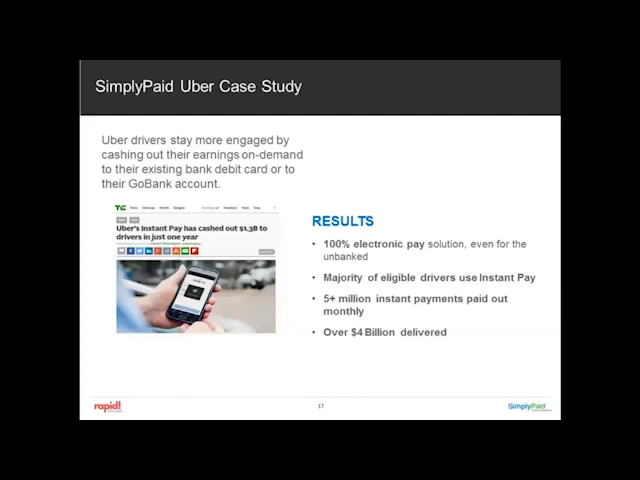 SimplyPaid Uber Case Study
Uber drivers stay more engaged by
cashing out their earnings on-demand
to their existing bank debit card or to
their GoBank account.
Uber's Instant Pay has cashed out $1.3B to
drivers in just one year
RESULTS
• 100% electronic pay solution, even for the
unbanked
• Majority of eligible drivers use Instant Pay
• 5+ million instant payments paid out
monthly
• Over $4 Billion delivered
rapid!
17
SimplyPaid